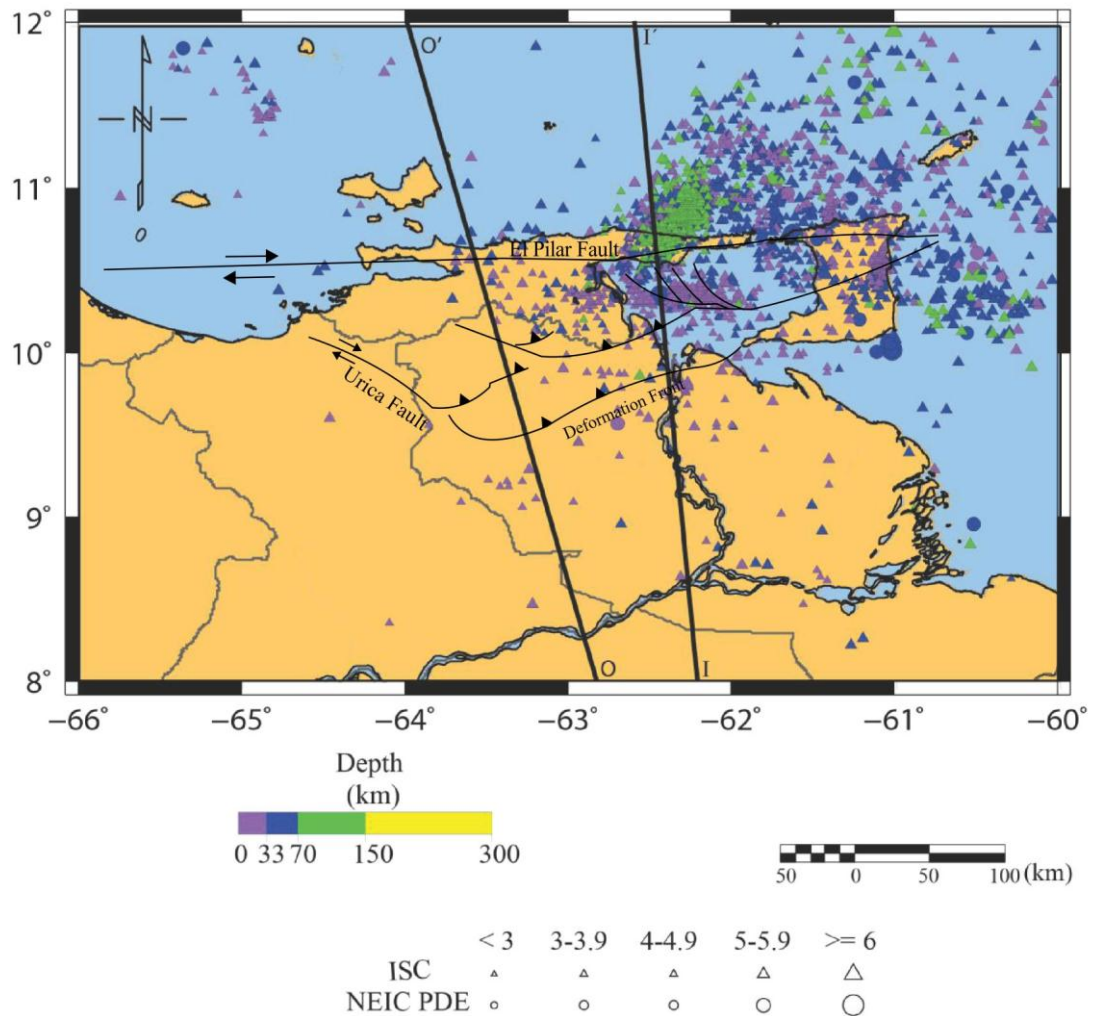 12°
O'
I'
N
0
11°
El Pilar Fault
10°
Urica Fault
Deformation Front
9°
O
I
8°
−66° −65° −64° −63° −62° −61° −60°
Depth
(km)
0 33 70 150 300
50 0 50 100 (km)
< 3 3-3.9 4-4.9 5-5.9 >= 6
ISC
NEIC PDE